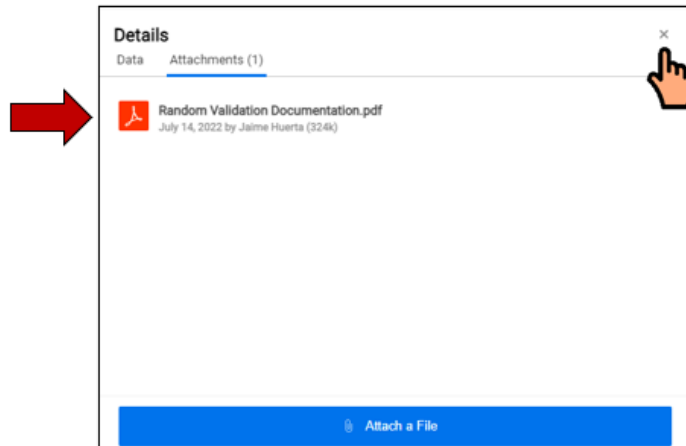 Details
×
Data Attachments (1)
Random Validation Documentation.pdf
July 14, 2022 by Jaime Huerta (324k)
Attach a File